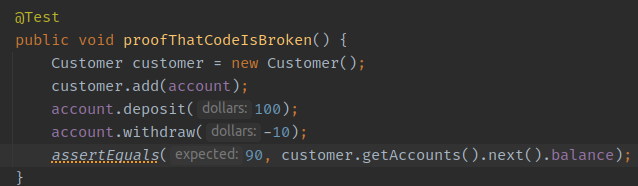 @Test
public void proofThatCodeIsBroken() {
Customer customer = new Customer();
customer.add(account);
account.deposit( dollars: 100);
account.withdraw( dollars: -10);
assertEquals( expected: 90, customer.getAccounts().next().balance);
}